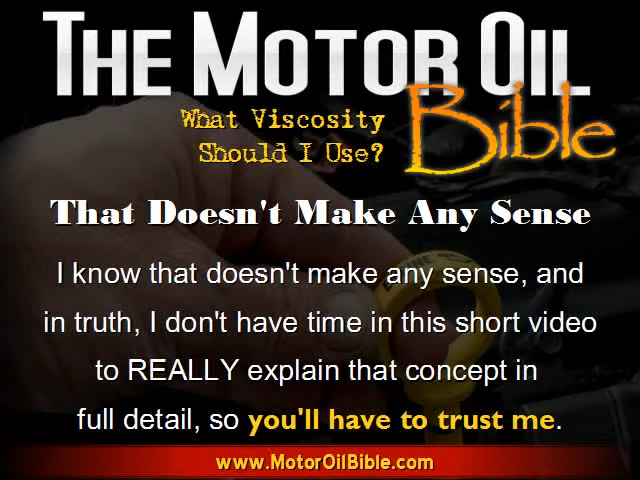 The Motor Oil
Bible
What Viscosity
Should I Use?
That Doesn't Make Any Sense
I know that doesn't make any sense, and
in truth, I don't have time in this short video
to REALLY explain that concept in
full detail, so you'll have to trust me.
www.MotorOilBible.com